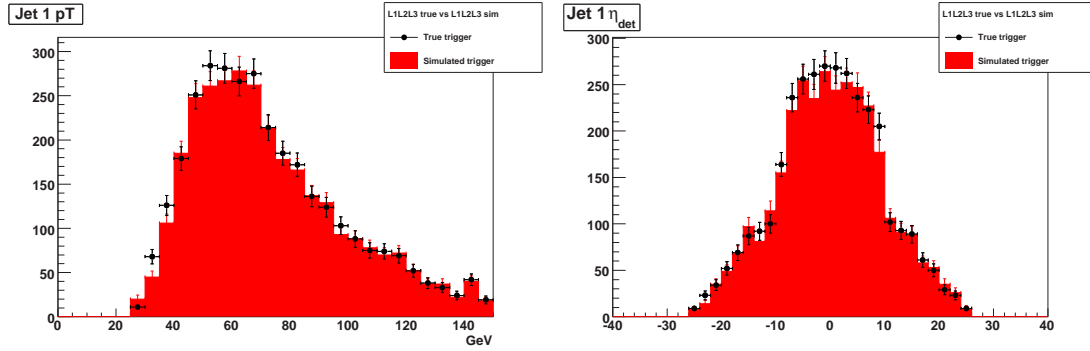 Jet 1 pT
L1L2L3 true vs L1L2L3 sim
True trigger
Simulated trigger
300
250
200
150
100
50
0
0 20 40 60 80 100 120 140
GeV
Jet 1 ηdet
L1L2L3 true vs L1L2L3 sim
True trigger
Simulated trigger
300
250
200
150
100
50
0
-40 -30 -20 -10 0 10 20 30 40